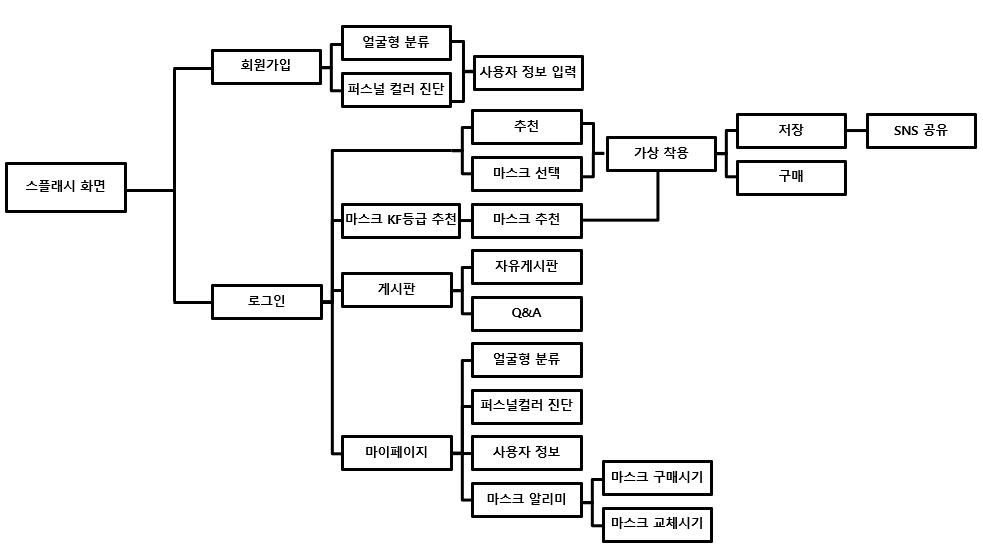 스플래시 화면
회원가입
얼굴형 분류
퍼스널 컬러 진단
사용자 정보 입력
로그인
추천
마스크 선택
가상 착용
저장
SNS 공유
구매
마스크 KF등급 추천
마스크 추천
게시판
자유게시판
Q&A
마이페이지
얼굴형 분류
퍼스널컬러 진단
사용자 정보
마스크 알리미
마스크 구매시기
마스크 교체시기